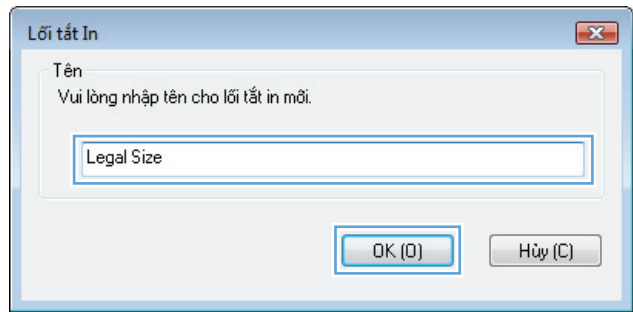 Lối tắt In
Tên
Vui lòng nhập tên cho lối tắt in mới.
Legal Size
OK (O)
Hủy (C)